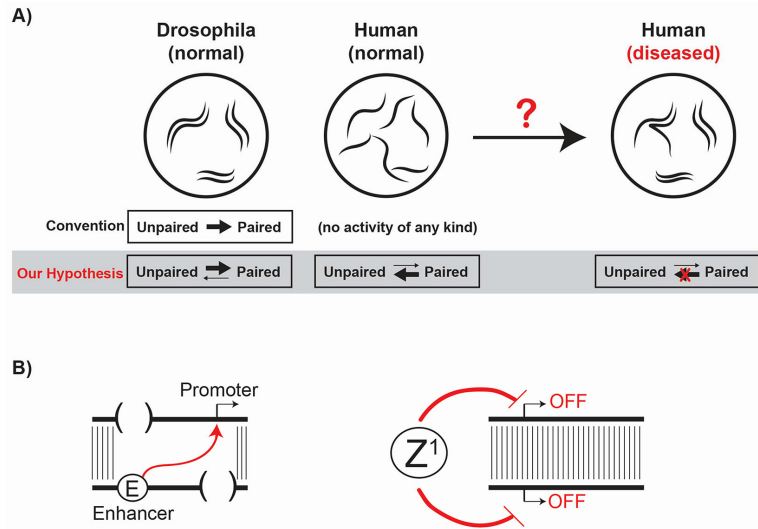 A)
Drosophila
(normal)
Human
(normal)
Human
(diseased)
?
Convention
Unpaired Paired
(no activity of any kind)
Our Hypothesis
Unpaired Paired
Unpaired Paired
Unpaired Paired
B)
Promoter
E
Enhancer
Z1
OFF
OFF